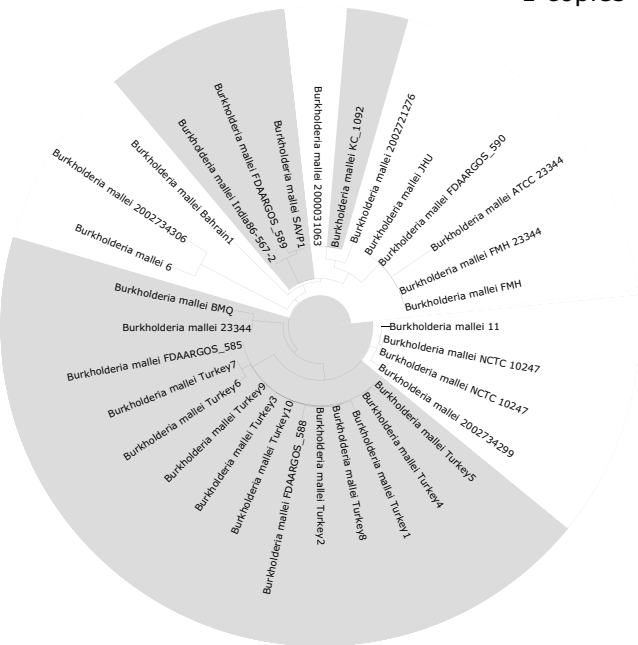 Burkholderia mallei 2000031063
Burkholderia mallei KC_1092
Burkholderia mallei 2002721276
Burkholderia mallei JHU
Burkholderia mallei FDAARGOS_590
Burkholderia mallei ATCC 23344
Burkholderia mallei FMH 23344
Burkholderia mallei FMH
Burkholderia mallei 11
Burkholderia mallei NCTC 10247
Burkholderia mallei NCTC 10247
Burkholderia mallei 2002734299
Burkholderia mallei Turkey5
Burkholderia mallei Turkey4
Burkholderia mallei Turkey1
Burkholderia mallei Turkey8
Burkholderia mallei Turkey2
Burkholderia mallei FDAARGOS_588
Burkholderia mallei Turkey10
Burkholderia mallei Turkey3
Burkholderia mallei Turkey9
Burkholderia mallei Turkey6
Burkholderia mallei Turkey7
Burkholderia mallei FDAARGOS_585
Burkholderia mallei 23344
Burkholderia mallei BMQ
Burkholderia mallei 6
Burkholderia mallei 2002734306
Burkholderia mallei Bahrain1
Burkholderia mallei India86-567-2
Burkholderia mallei FDAARGOS_589
Burkholderia mallei SAVP1